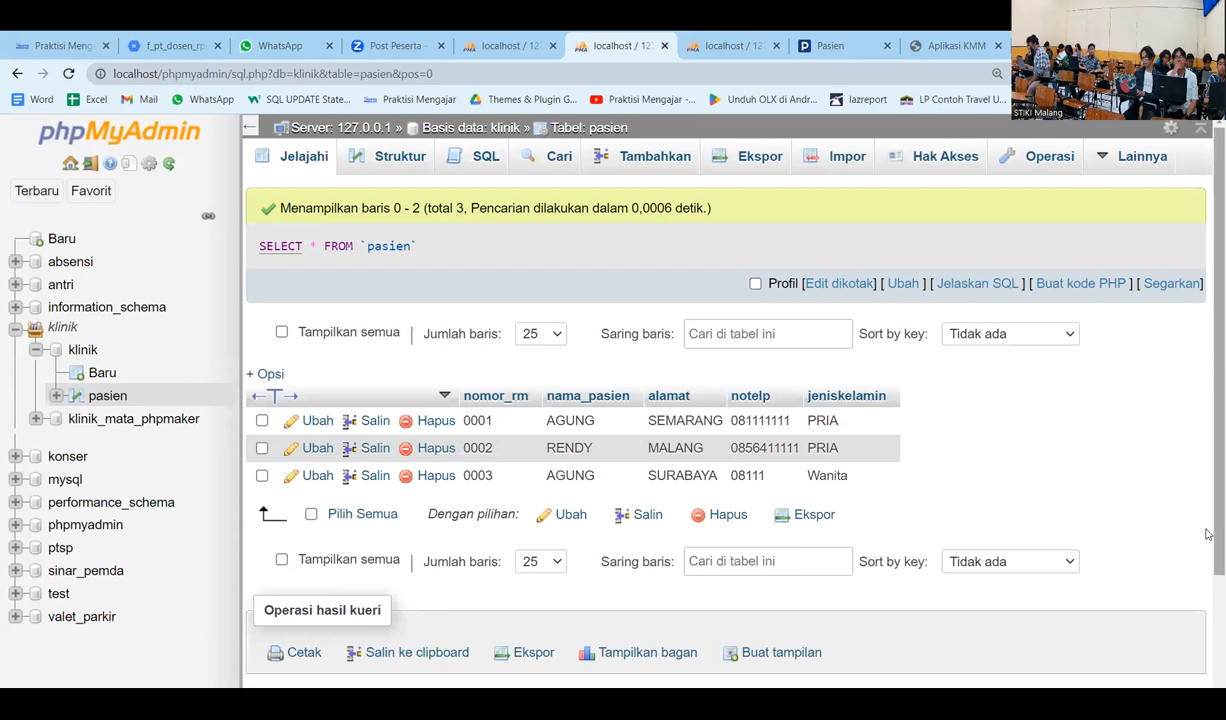 Praktisi Meng
f_pt_dosen_rp
WhatsApp
Post Peserta -
localhost / 12
localhost / 12
localhost / 12
Pasien
Aplikasi KMM
localhost/phpmyadmin/sql.php?db=klinik&table=pasien&pos=0
Word Excel Mail WhatsApp SQL UPDATE State... Praktisi Mengajar Themes & Plugin G... Praktisi Mengajar -... Unduh OLX di Andr... lazreport LP Contoh Travel U...
STIKI Malang
phpMyAdmin
Terbaru Favorit
Baru
absensi
antri
information_schema
klinik
klinik
Baru
pasien
klinik_mata_phpmaker
konser
mysql
performance_schema
phpmyadmin
ptsp
sinar_pemda
test
valet_parkir
Server: 127.0.0.1 » Basis data: klinik » Tabel: pasien
Jelajahi Struktur SQL Cari Tambahkan Ekspor Impor Hak Akses Operasi Lainnya
Menampilkan baris 0 - 2 (total 3, Pencarian dilakukan dalam 0,0006 detik.)
SELECT * FROM `pasien`
Profil [Edit dikotak] [ Ubah ] [ Jelaskan SQL ] [ Buat kode PHP ] [ Segarkan]
Tampilkan semua | Jumlah baris: 25 Saring baris: Cari di tabel ini Sort by key: Tidak ada
+ Opsi
nomor_rm nama_pasien alamat notelp jeniskelamin
Ubah Salin Hapus 0001 AGUNG SEMARANG 081111111 PRIA
Ubah Salin Hapus 0002 RENDY MALANG 0856411111 PRIA
Ubah Salin Hapus 0003 AGUNG SURABAYA 08111 Wanita
Pilih Semua Dengan pilihan: Ubah Salin Hapus Ekspor
Tampilkan semua | Jumlah baris: 25 Saring baris: Cari di tabel ini Sort by key: Tidak ada
Operasi hasil kueri
Cetak Salin ke clipboard Ekspor Tampilkan bagan Buat tampilan